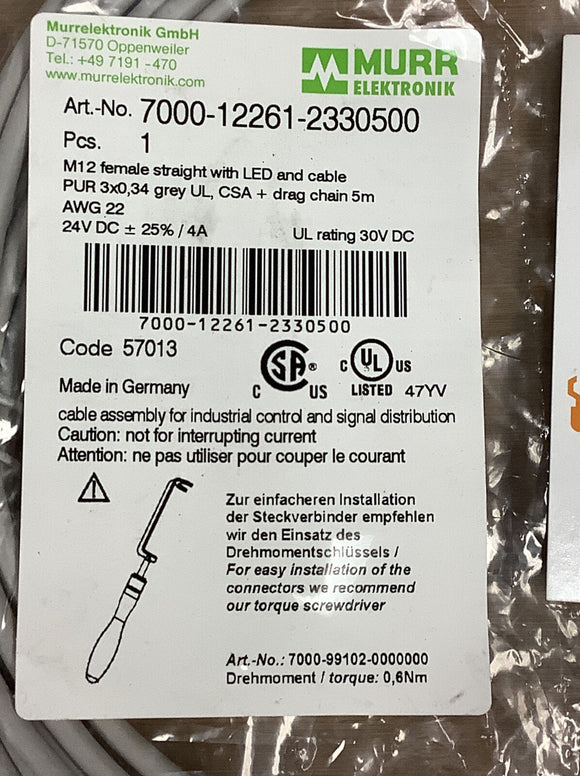 Murrelektronik GmbH
D-71570 Oppenweiler
Tel.: +49 7191 -470
www.murrelektronik.com
MURR
ELEKTRONIK
Art.-No. 7000-12261-2330500
Pcs. 1
M12 female straight with LED and cable
PUR 3x0,34 grey UL, CSA + drag chain 5m
AWG 22
24V DC ± 25% / 4A UL rating 30V DC
7000-12261-2330500
Code 57013
C SA ® US
C UL US
LISTED 47YV
Made in Germany
cable assembly for industrial control and signal distribution
Caution: not for interrupting current
Attention: ne pas utiliser pour couper le courant
Zur einfacheren Installation
der Steckverbinder empfehlen
wir den Einsatz des
Drehmomentschlüssels /
For easy installation of the
connectors we recommend
our torque screwdriver
Art.-No.: 7000-99102-0000000
Drehmoment / torque: 0,6Nm